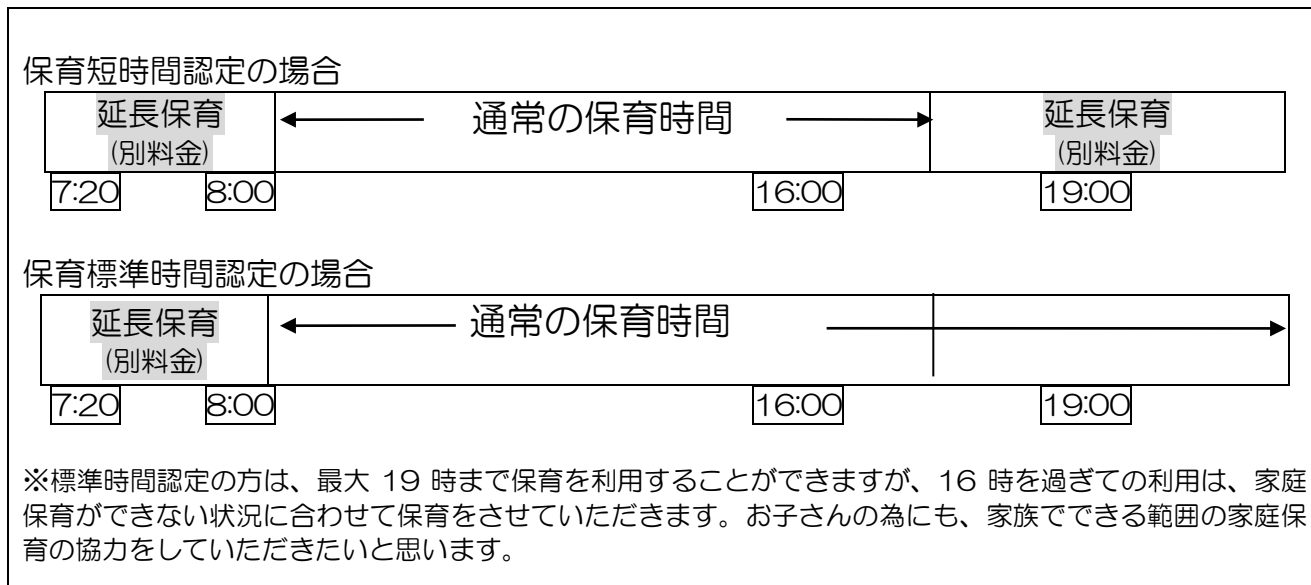 保育短時間認定の場合
延長保育 通常の保育時間 延長保育
(別料金) (別料金)
7:20 8:00 16:00 19:00
保育標準時間認定の場合
延長保育 通常の保育時間
(別料金)
7:20 8:00 16:00 19:00
※標準時間認定の方は、最大 19 時まで保育を利用することができますが、16 時を過ぎての利用は、家庭
保育ができない状況に合わせて保育をさせていただきます。お子さんの為にも、家族でできる範囲の家庭保
育の協力をしていただきたいと思います。